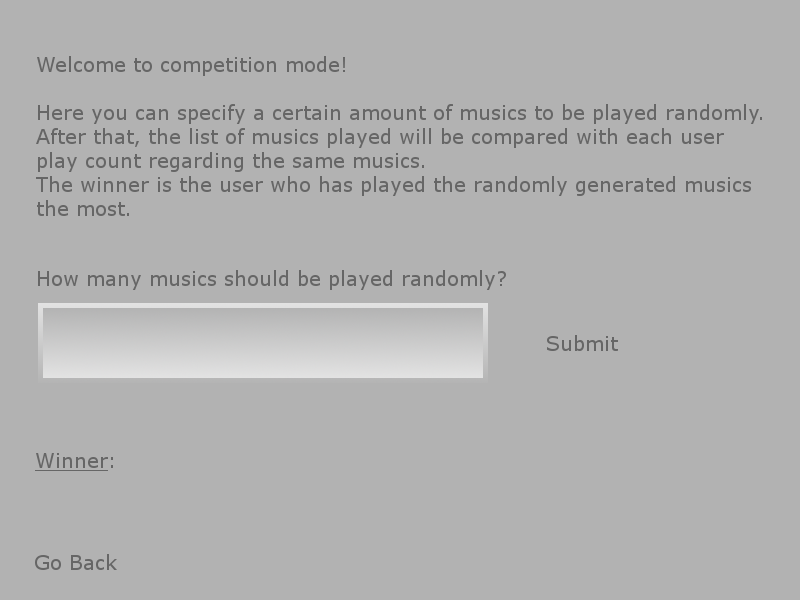 Welcome to competition mode!
Here you can specify a certain amount of musics to be played randomly.
After that, the list of musics played will be compared with each user
play count regarding the same musics.
The winner is the user who has played the randomly generated musics
the most.
How many musics should be played randomly?
Submit
Winner:
Go Back